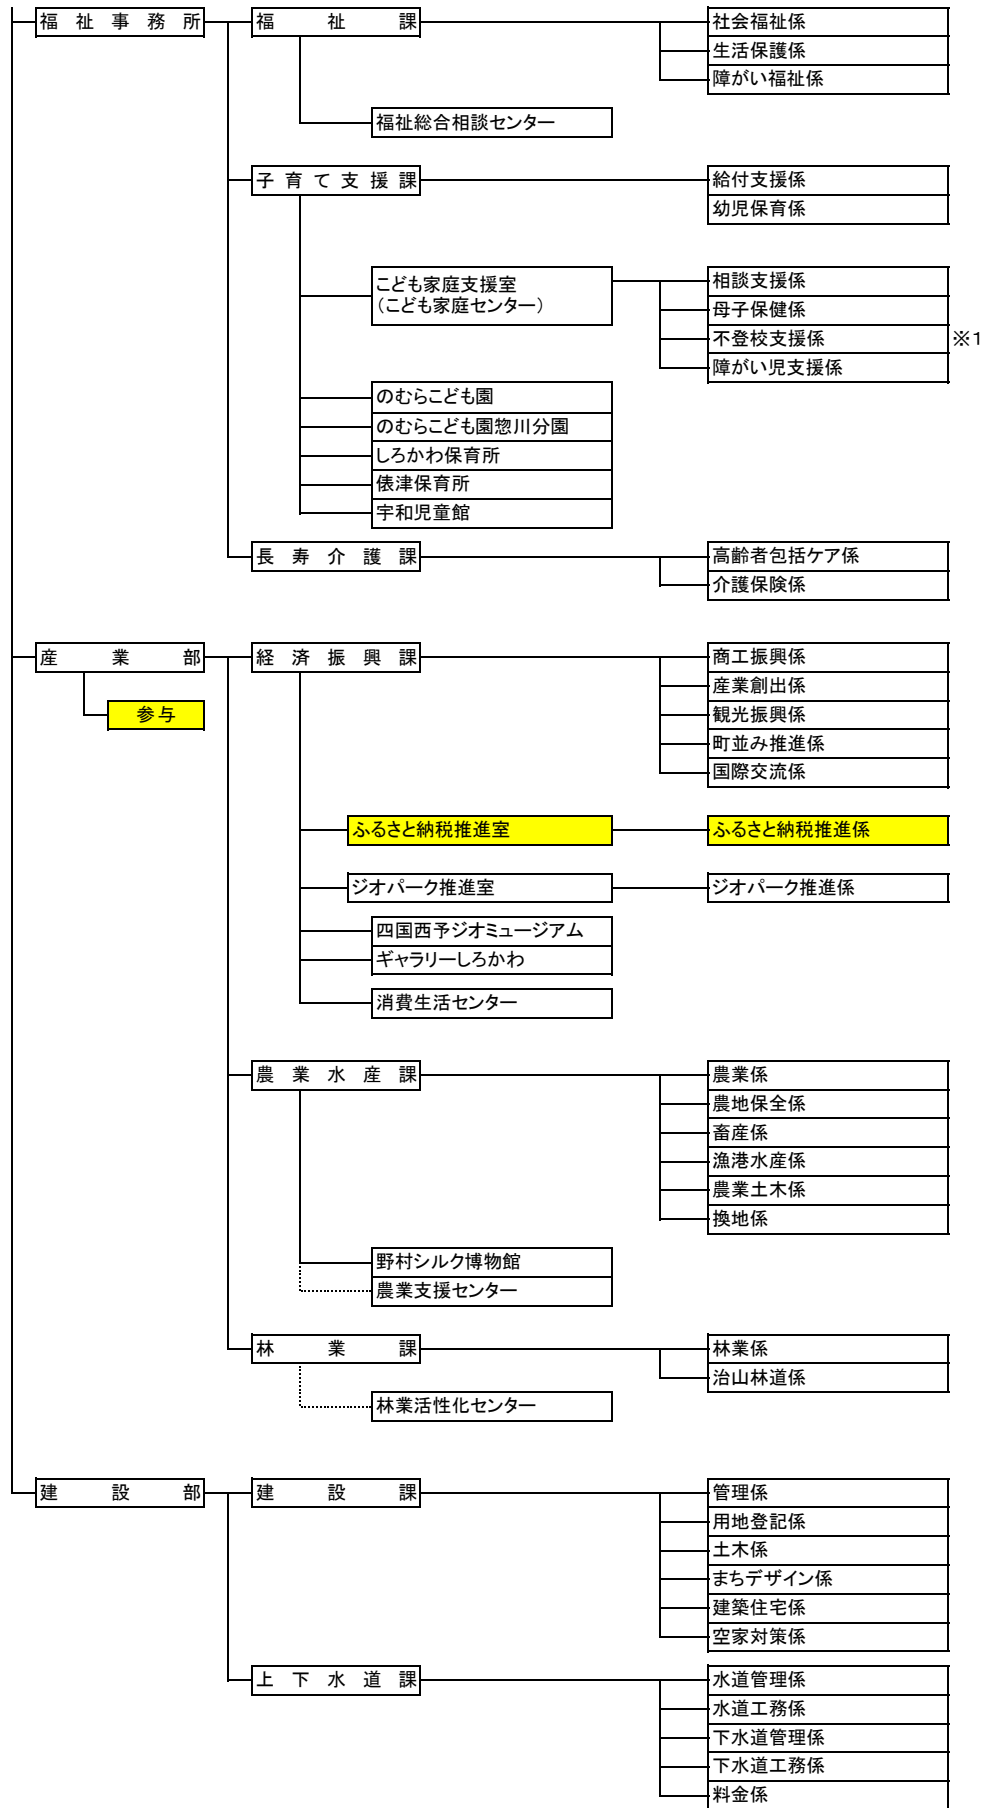 福祉事務所
福祉課
社会福祉係
生活保護係
障がい福祉係
福祉総合相談センター
子育て支援課
給付支援係
幼児保育係
こども家庭支援室
（こども家庭センター）
相談支援係
母子保健係
不登校支援係
※1
障がい児支援係
のむらこども園
のむらこども園惣川分園
しろかわ保育所
俵津保育所
宇和児童館
長寿介護課
高齢者包括ケア係
介護保険係
産業部
経済振興課
商工振興係
産業創出係
参与
観光振興係
町並み推進係
国際交流係
ふるさと納税推進室
ふるさと納税推進係
ジオパーク推進室
ジオパーク推進係
四国西予ジオミュージアム
ギャラリーしろかわ
消費生活センター
農業水産課
農業係
農地保全係
畜産係
漁港水産係
農業土木係
換地係
野村シルク博物館
農業支援センター
林業課
林業係
治山林道係
林業活性化センター
建設部
建設課
管理係
用地登記係
土木係
まちデザイン係
建築住宅係
空家対策係
上下水道課
水道管理係
水道工務係
下水道管理係
下水道工務係
料金係